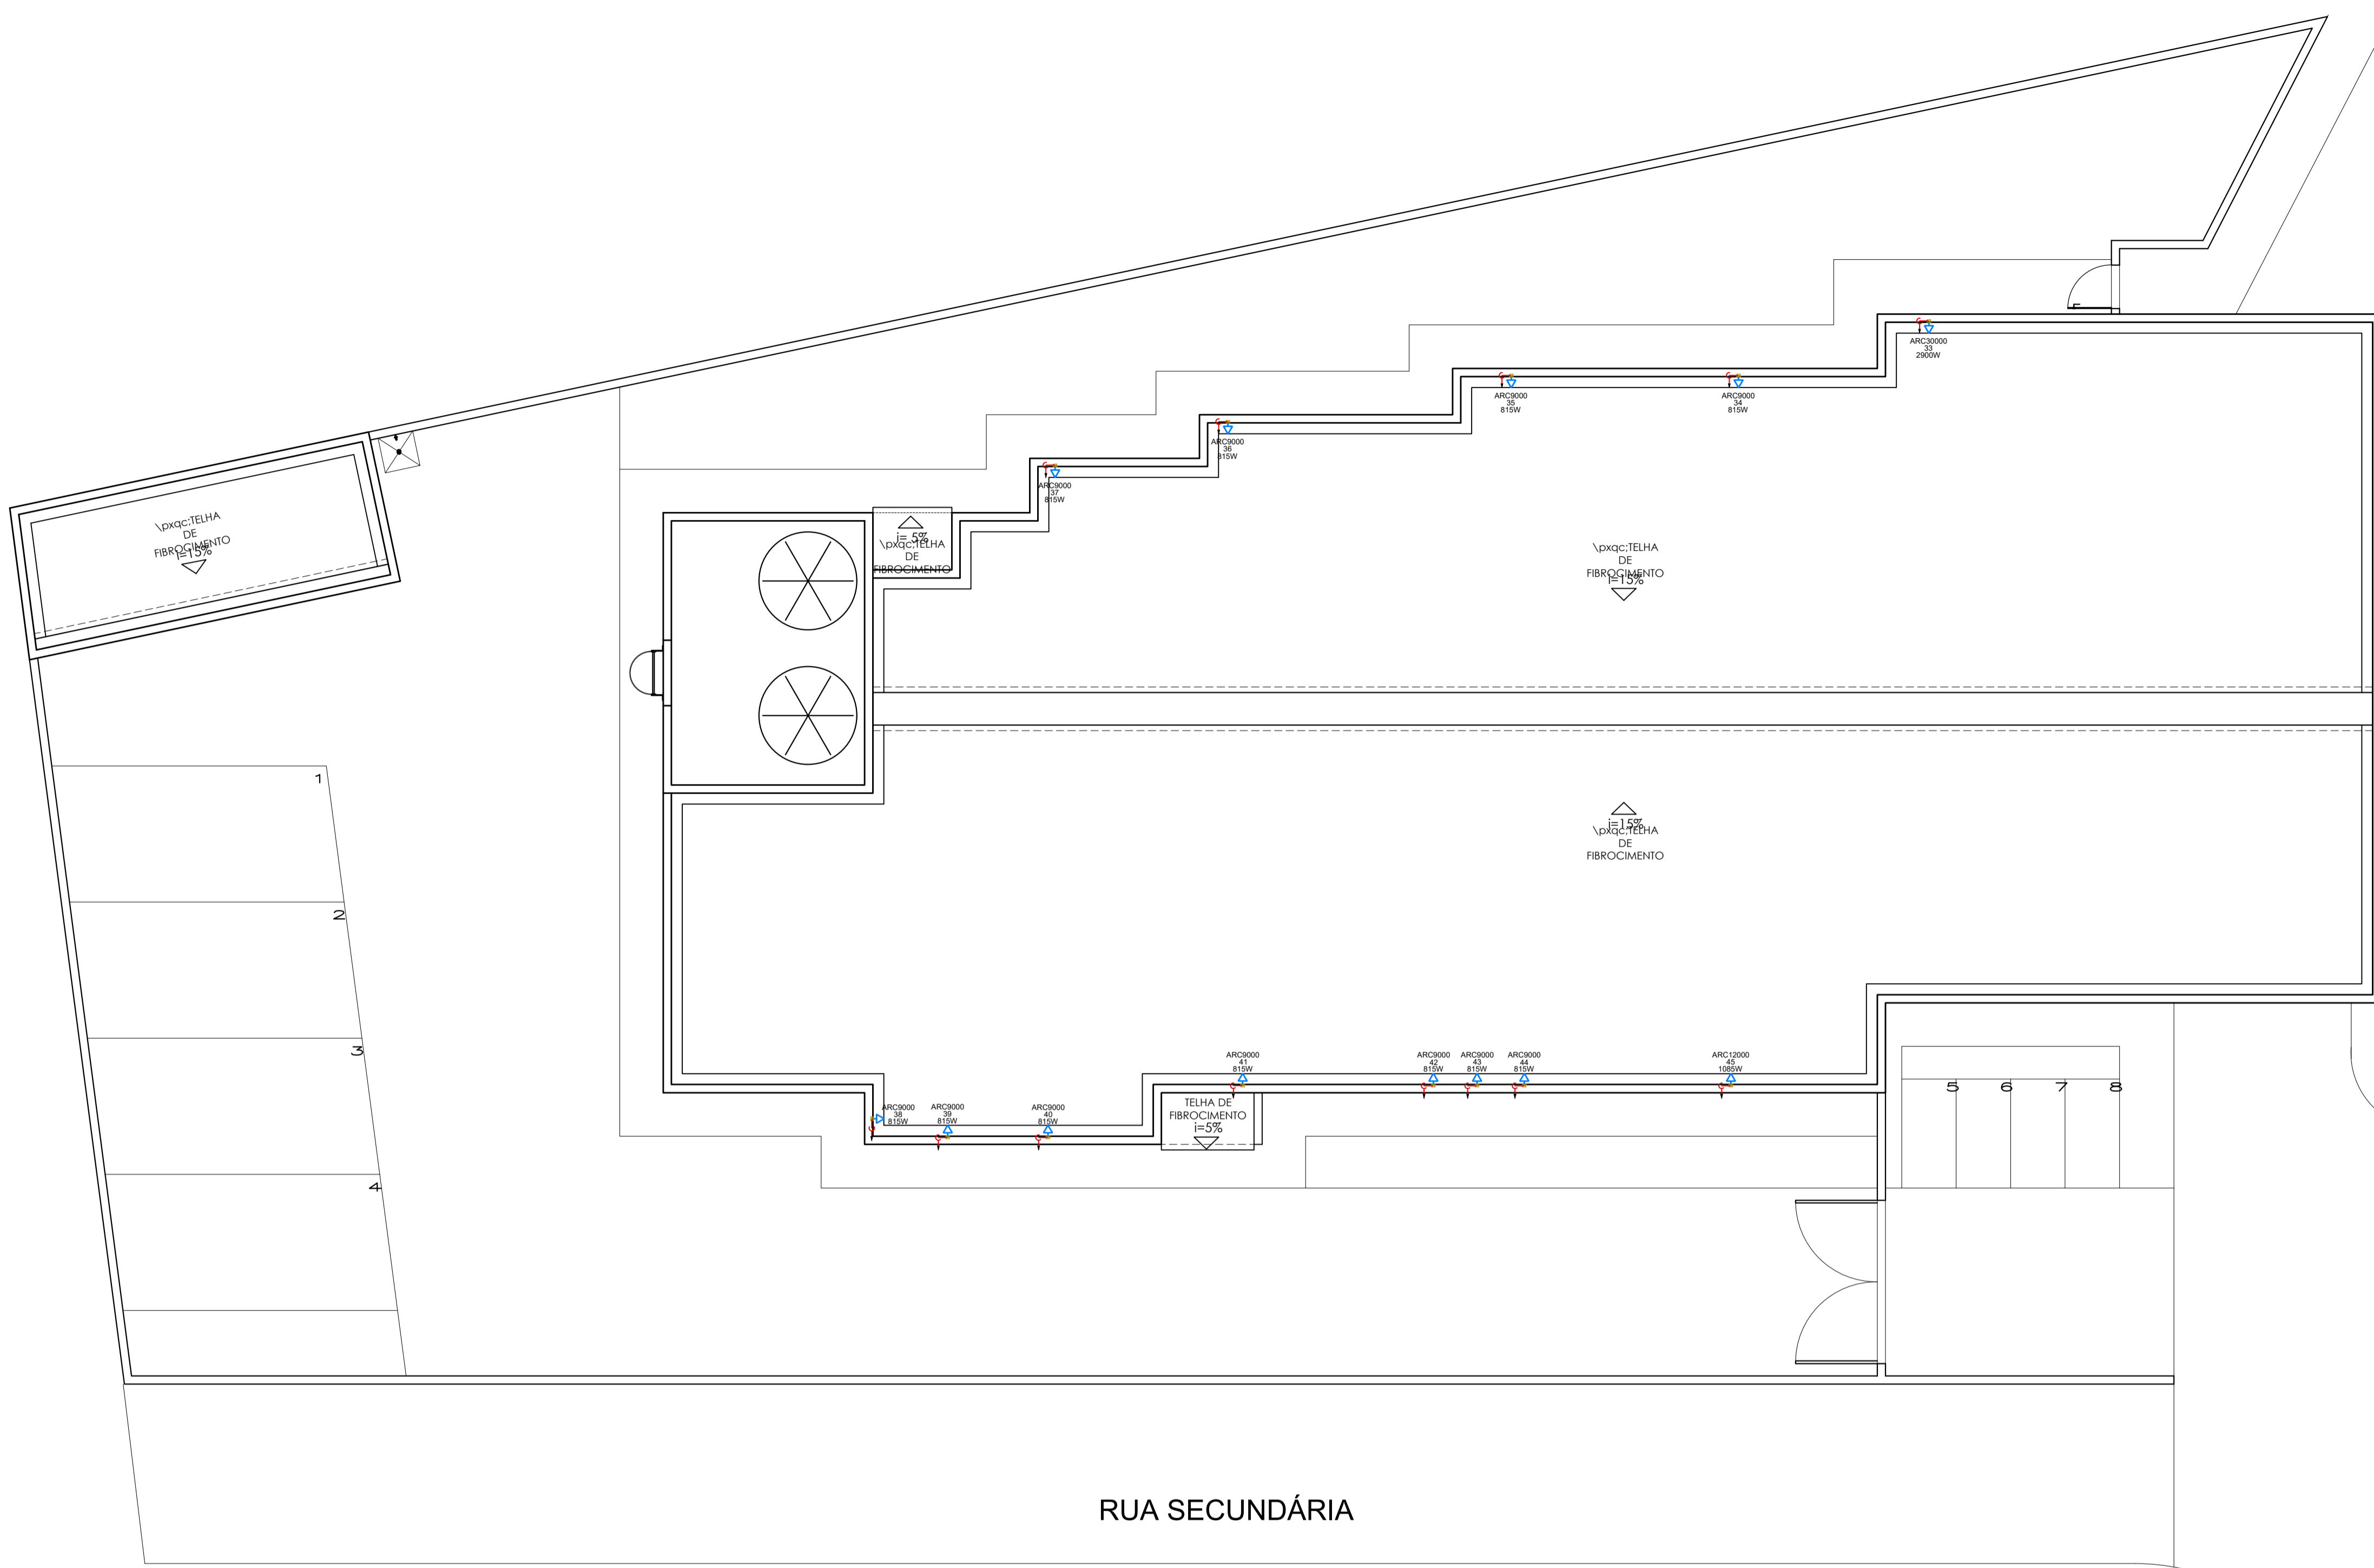 ARC30000
33
2900W
ARC9000
35
815W
ARC9000
34
815W
ARC9000
36
815W
ARC9000
37
815W
\pxqc;TELHA
DE
FIBROCIMENTO
i=15%
i= 5%
\pxqc;TELHA
DE
FIBROCIMENTO
\pxqc;TELHA
DE
FIBROCIMENTO
i=15%
1
2
3
4
i=15%
\pxqc;TELHA
DE
FIBROCIMENTO
ARC9000
38
815W
ARC9000
39
815W
ARC9000
40
815W
ARC9000
41
815W
ARC9000
42
815W
ARC9000
43
815W
ARC9000
44
815W
ARC12000
45
1085W
TELHA DE
FIBROCIMENTO
i=5%
5 6 7 8
RUA SECUNDÁRIA